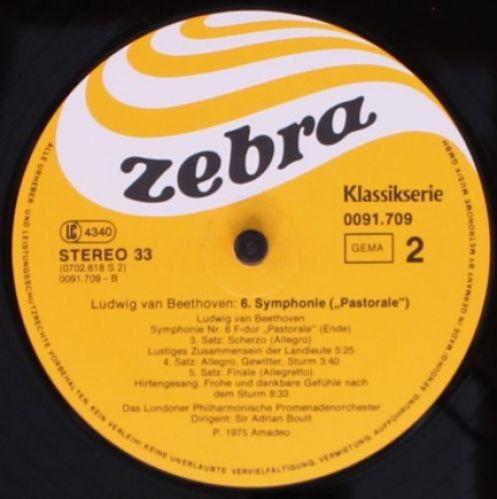 zebra
Klassikserie
0091.709
LC 4340
STEREO 33
(0702.618 S 2)
0091.709 - B
GEMA
2
Ludwig van Beethoven: 6. Symphonie („Pastorale")
Ludwig van Beethoven
Symphonie Nr. 6 F-dur „Pastorale" (Ende)
3. Satz: Scherzo (Allegro)
Lustiges Zusammensein der Landleute 5:25
4. Satz: Allegro, Gewitter, Sturm 3:40
5. Satz: Finale (Allegretto)
Hirtengesang. Frohe und dankbare Gefühle nach
dem Sturm 8:33
Das Londoner Philharmonische Promenadenorchester
Dirigent: Sir Adrian Boult
P. 1975 Amadeo
ALLE URHEBER- UND LEISTUNGSSCHUTZRECHTE VORBEHALTEN. KEIN VERLEIH! KEINE UNERLAUBTE VERVIELFÄLTIGUNG, VERMIETUNG, AUFFÜHRUNG, SENDUNG! MADE IN GERMANY BY METRONOME MUSIK GMBH